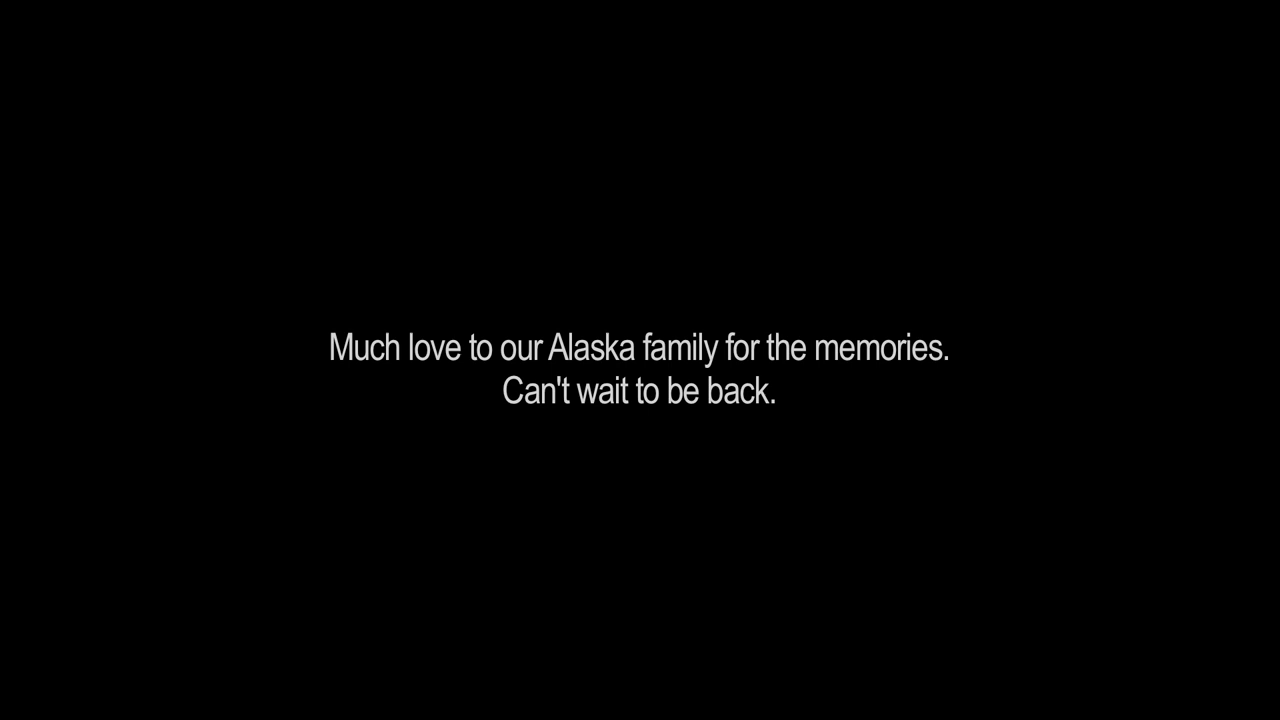 Much love to our Alaska family for the memories.
Can't wait to be back.